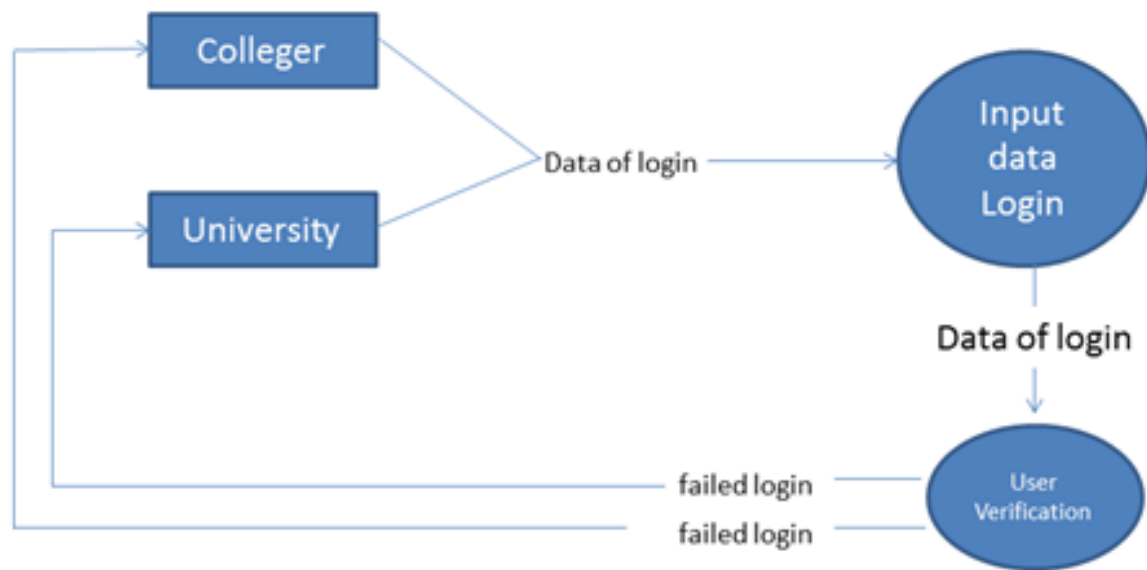 Colleger
Input
data
Login
Data of login
University
Data of login
failed login
failed login
User
Verification